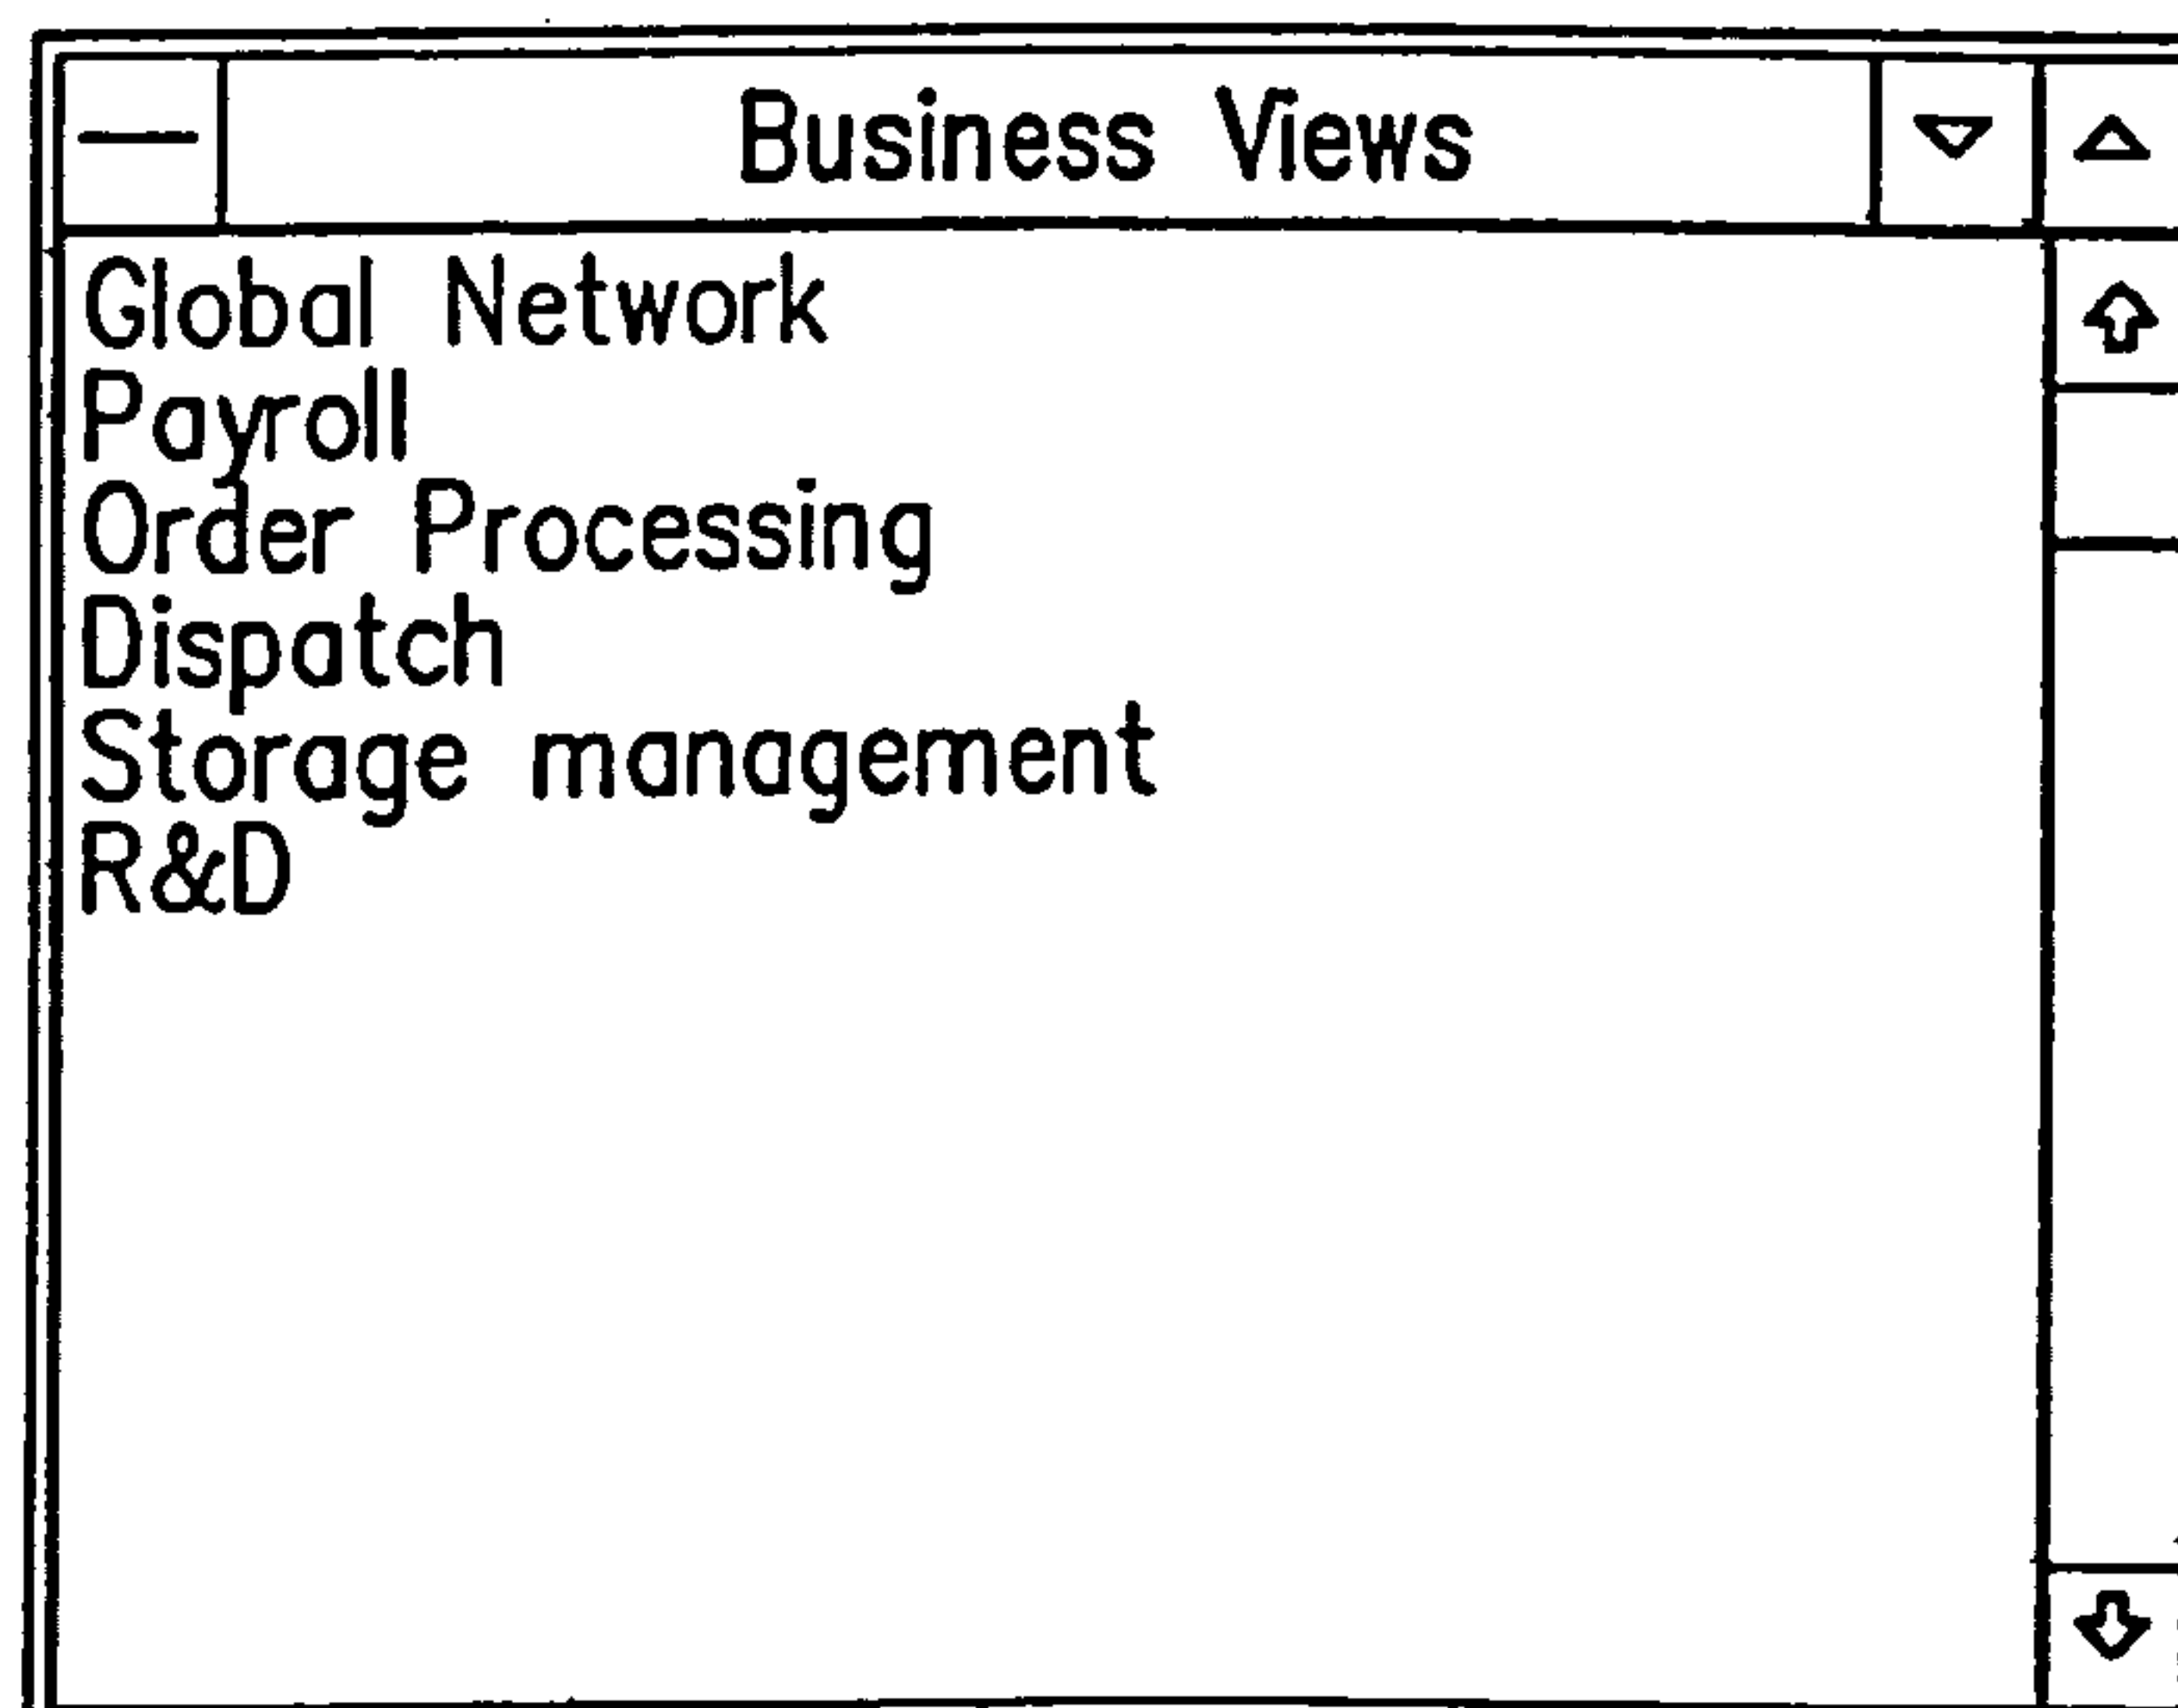 Business Views
Global Network
Payroll
Order Processing
Dispatch
Storage management
R&D